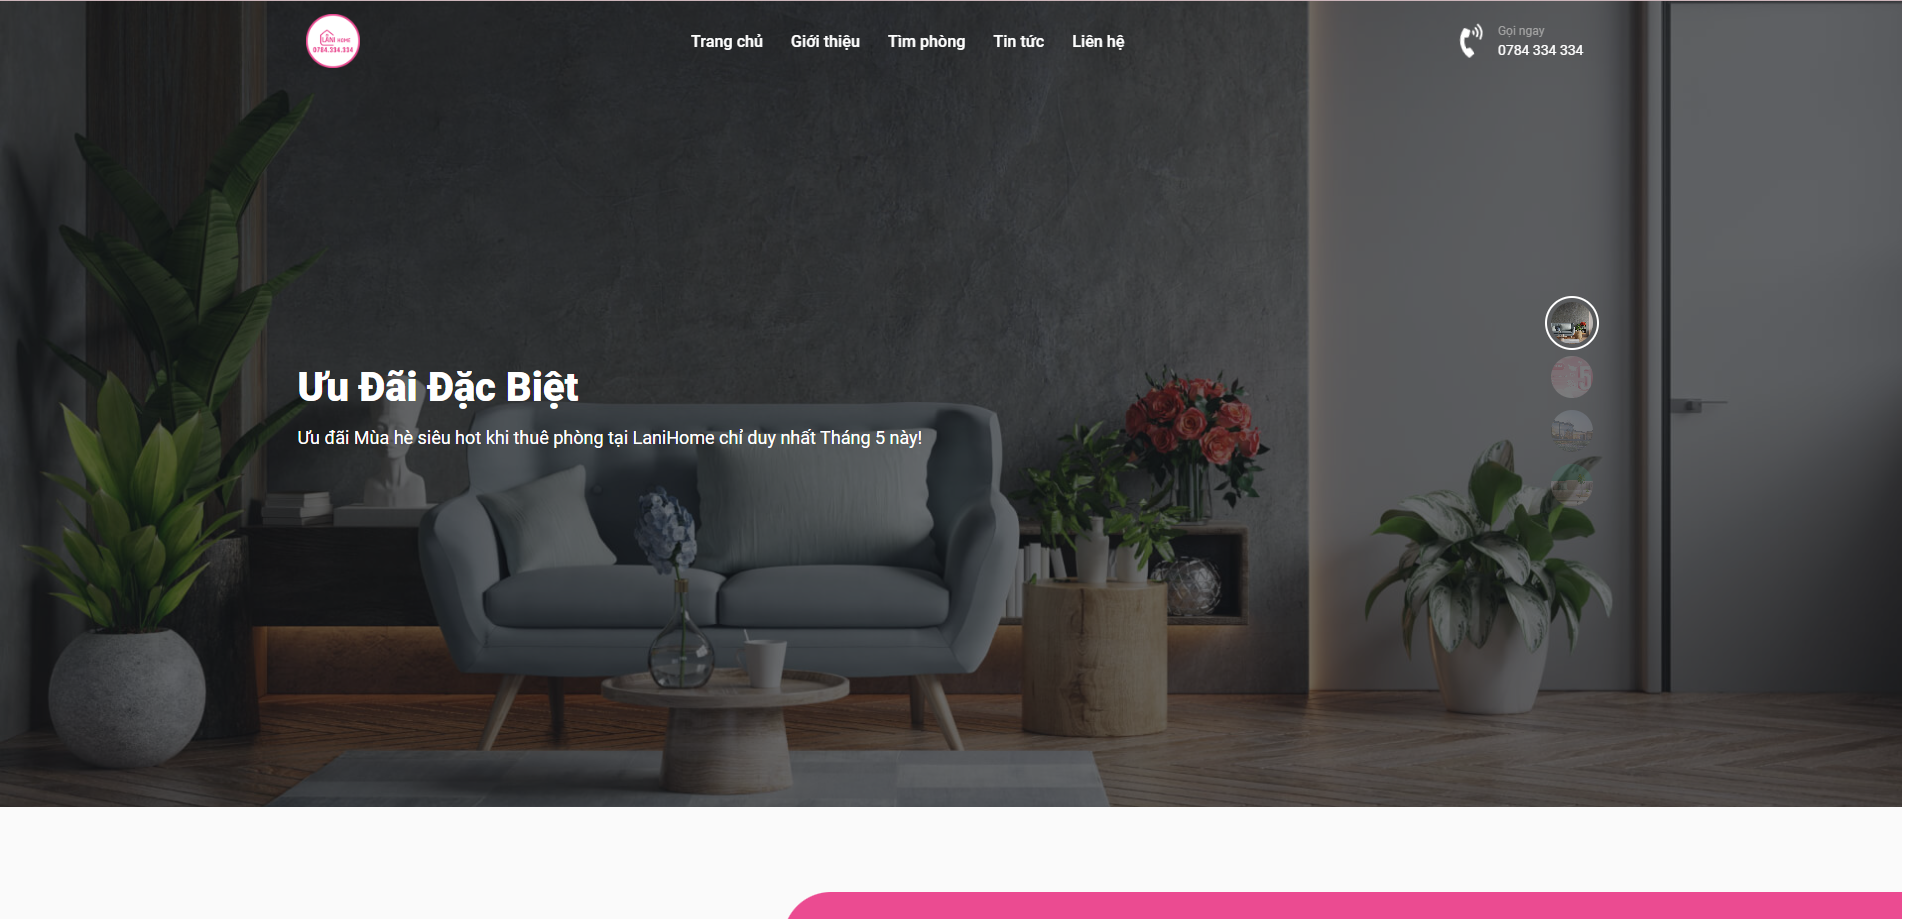 LANI HOME
0784.334.334
Trang chủ
Giới thiệu
Tìm phòng
Tin tức
Liên hệ
Gọi ngay
0784 334 334
Ưu Đãi Đặc Biệt
Ưu đãi Mùa hè siêu hot khi thuê phòng tại LaniHome chỉ duy nhất Tháng 5 này!